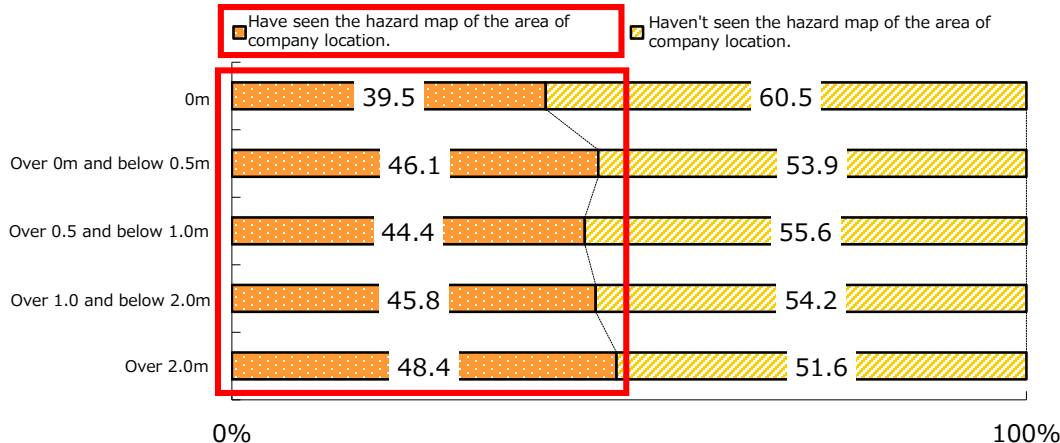 Have seen the hazard map of the area of
company location.
Haven't seen the hazard map of the area of
company location.
0m 39.5 60.5
Over 0m and below 0.5m 46.1 53.9
Over 0.5 and below 1.0m 44.4 55.6
Over 1.0 and below 2.0m 45.8 54.2
Over 2.0m 48.4 51.6
0% 100%